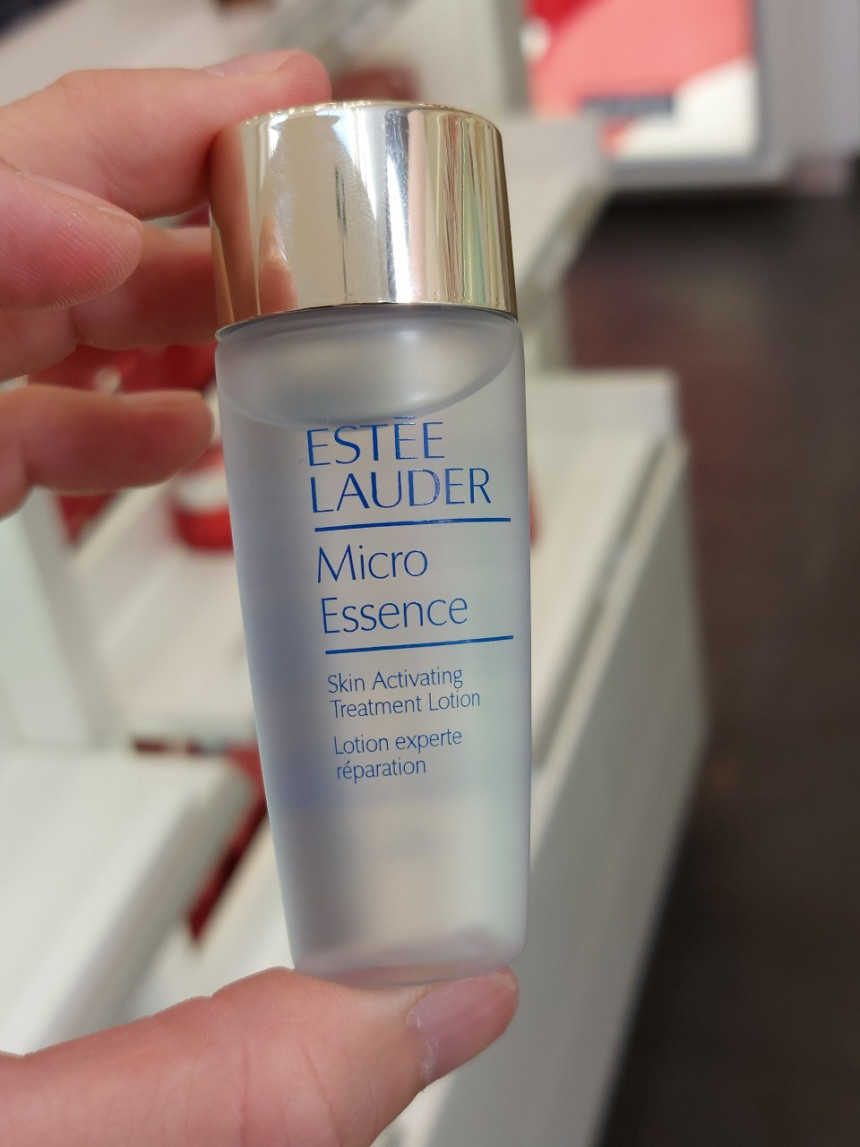 ESTĒE
LAUDER
Micro
Essence
Skin Activating
Treatment Lotion
Lotion experte
réparation